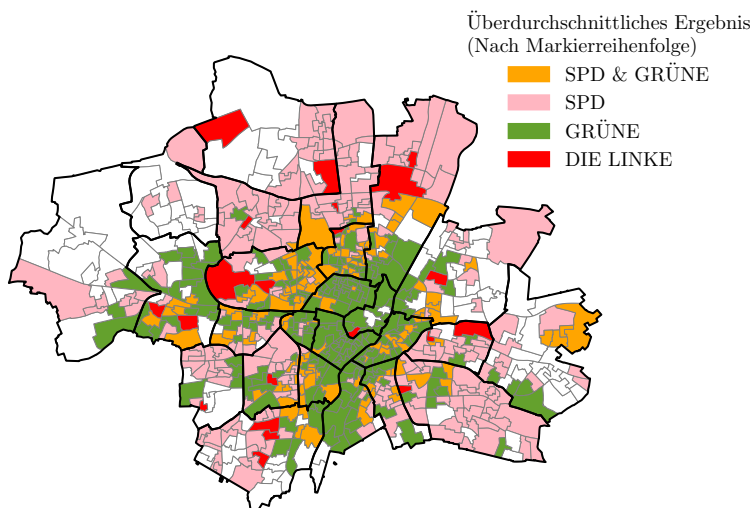 Überdurchschnittliches Ergebnis
(Nach Markierreihenfolge)
SPD & GRÜNE
SPD
GRÜNE
DIE LINKE